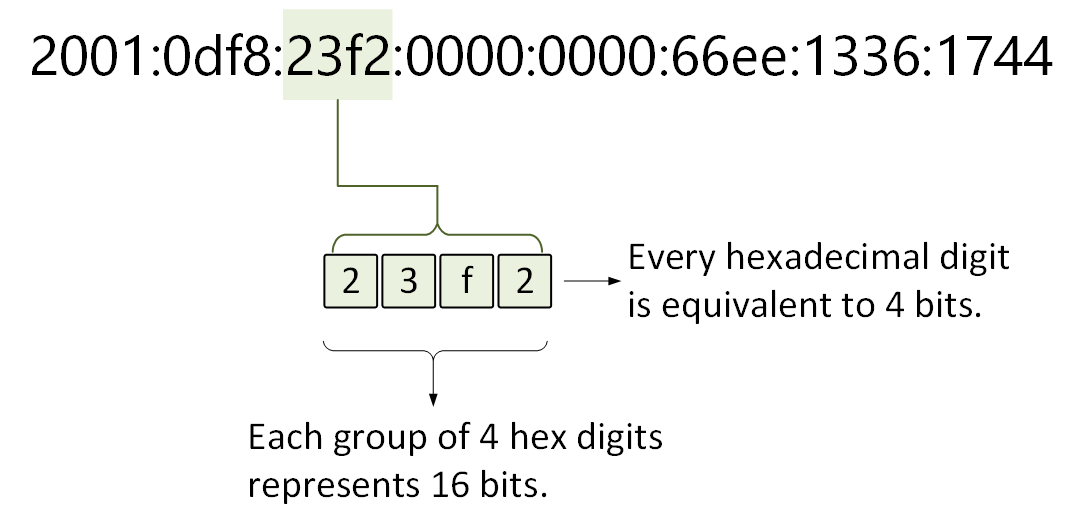 2001:0df8:23f2:0000:0000:66ee:1336:1744
2 3 f 2
Every hexadecimal digit
is equivalent to 4 bits.
Each group of 4 hex digits
represents 16 bits.